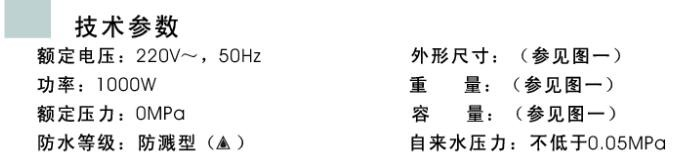 技术参数
额定电压：220V～，50Hz
外形尺寸：（参见图一）
功率：1000W
重 量：（参见图一）
额定压力：0MPa
容 量：（参见图一）
防水等级：防溅型（）
自来水压力：不低于0.05MPa